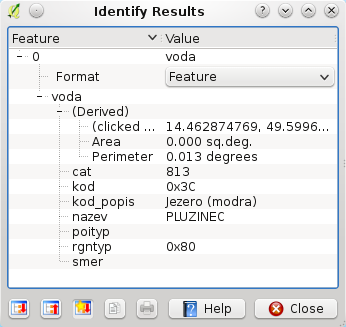 Identify Results
Feature Value
0 voda
Format Feature
voda
(Derived)
(clicked ... 14.462874769, 49.5996...
Area 0.000 sq.deg.
Perimeter 0.013 degrees
cat 813
kod 0x3C
kod_popis Jezero (modra)
nazev PLUZINEC
poityp
rgntyp 0x80
smer
Help Close